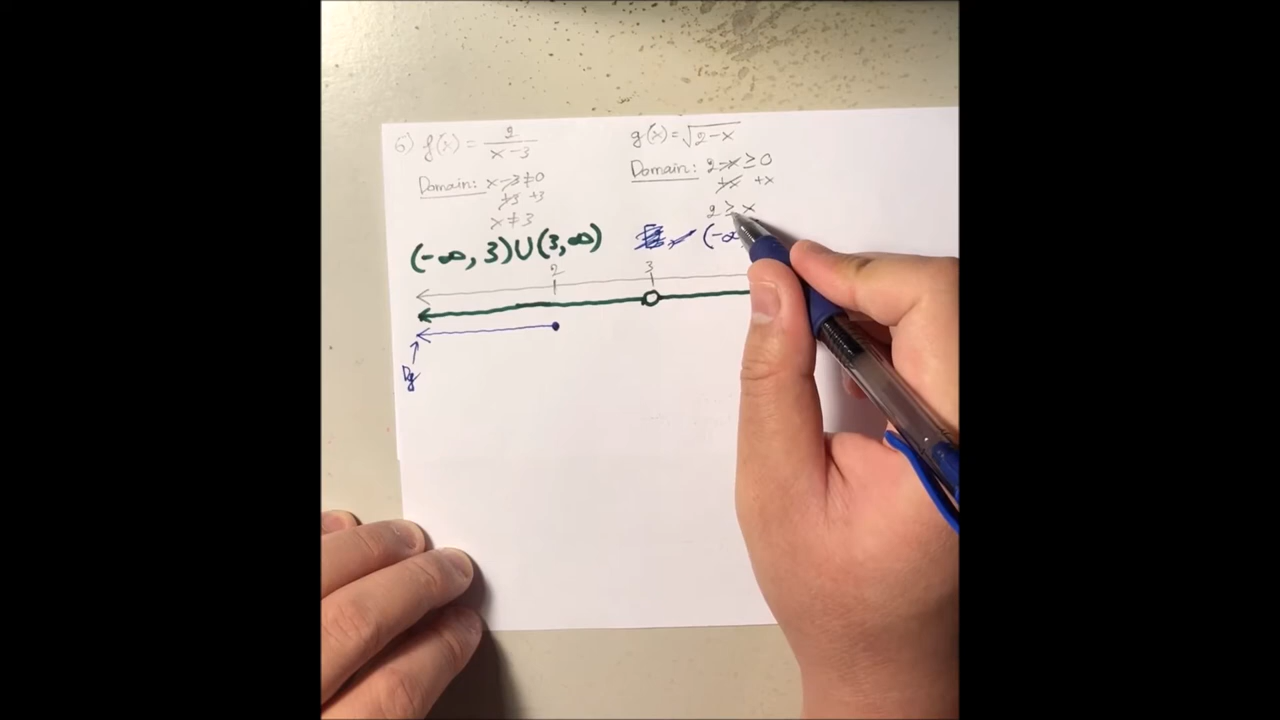 6) f(x) = 2 / (x - 3)
Domain: x - 3 ≠ 0
+3 +3
x ≠ 3
(-∞, 3) ∪ (3, ∞)
g(x) = √(2 - x)
Domain: 2 - x ≥ 0
+x +x
2 ≥ x
(-∞
2 3
Dg